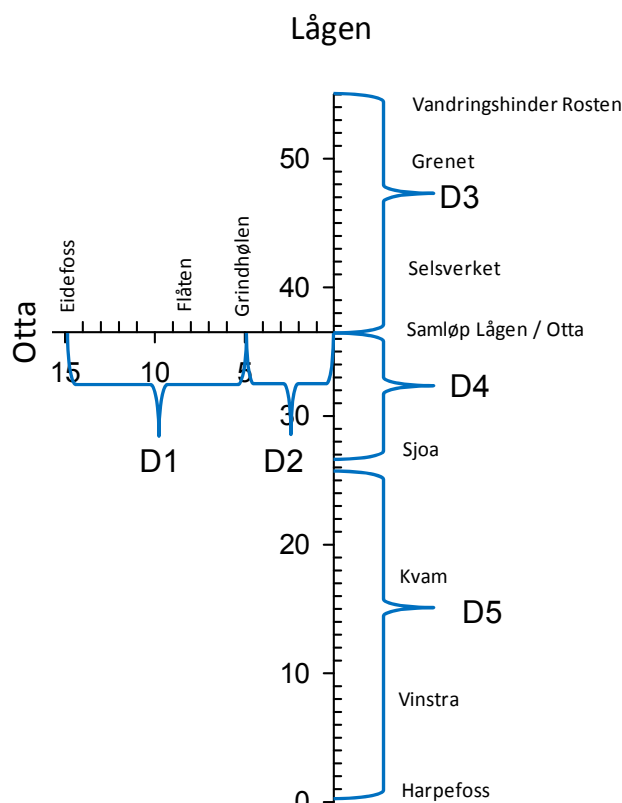 Lågen
Vandringshinder Rosten
50
Grenet
D3
Eidefoss
Flåten
Grindhølen
Selsverket
40
Samløp Lågen / Otta
Otta
15
10
5
D4
30
Sjoa
D1
D2
20
Kvam
D5
10
Vinstra
Harpefoss
0